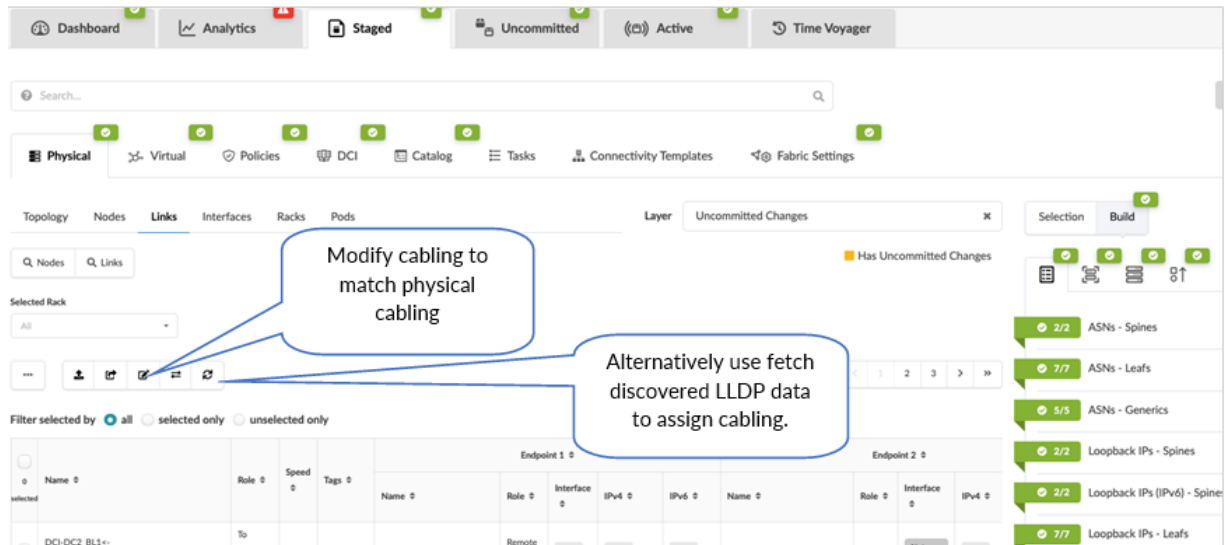 Dashboard Analytics Staged Uncommitted Active Time Voyager
Search...
Physical Virtual Policies DCI Catalog Tasks Connectivity Templates Fabric Settings
Topology Nodes Links Interfaces Racks Pods
Layer Uncommitted Changes
Selection Build
Nodes Links
Has Uncommitted Changes
Modify cabling to
match physical
cabling
Selected Rack
All
Alternatively use fetch
discovered LLDP data
to assign cabling.
1 2 3
Filter selected by all selected only unselected only
Endpoint 1 Endpoint 2
0 selected Name Role Speed Tags Name Role Interface IPv4 IPv6 Name Role Interface IPv4
DCI-DC2_BL1<-
To
Remote
2/2 ASNs - Spines
7/7 ASNs - Leafs
5/5 ASNs - Generics
2/2 Loopback IPs - Spines
2/2 Loopback IPs (IPv6) - Spines
7/7 Loopback IPs - Leafs